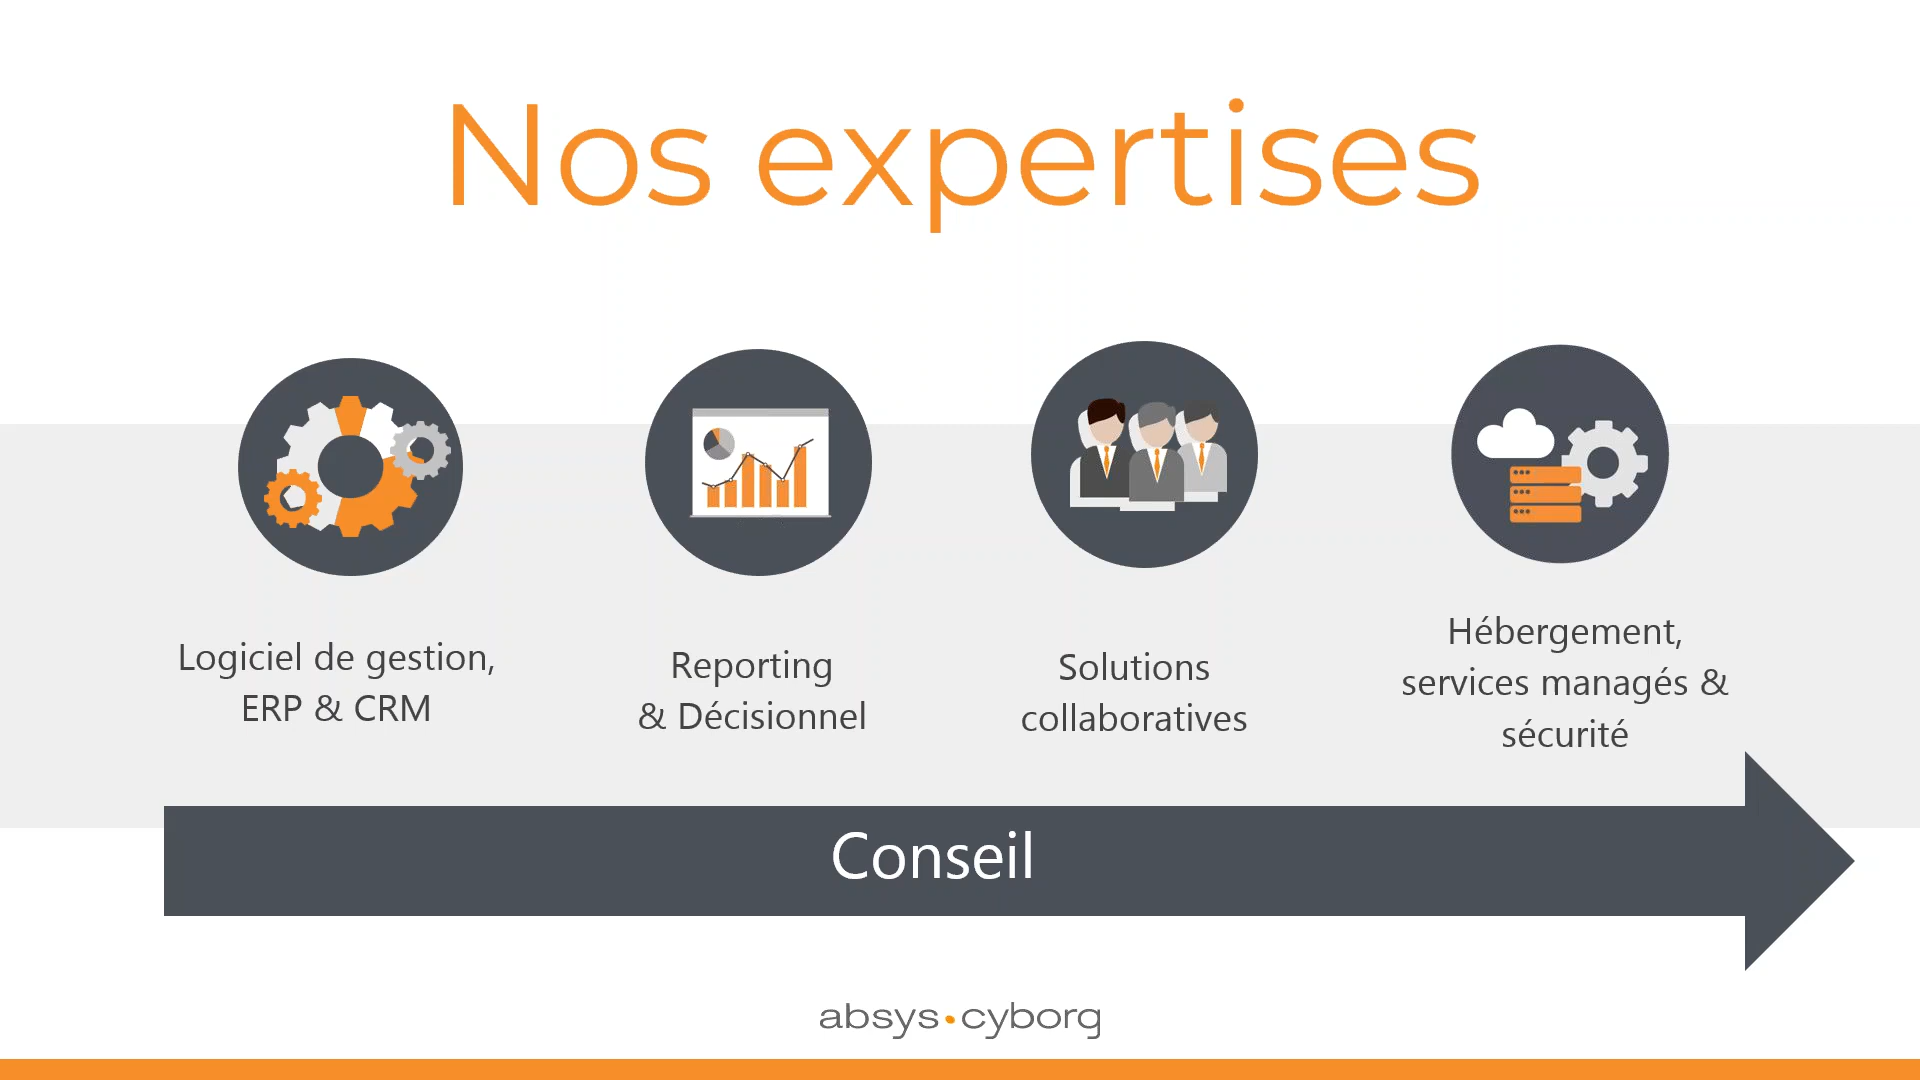 Nos expertises
Logiciel de gestion,
ERP & CRM
Reporting
& Décisionnel
Solutions
collaboratives
Hébergement,
services managés &
sécurité
Conseil
absys•cyborg